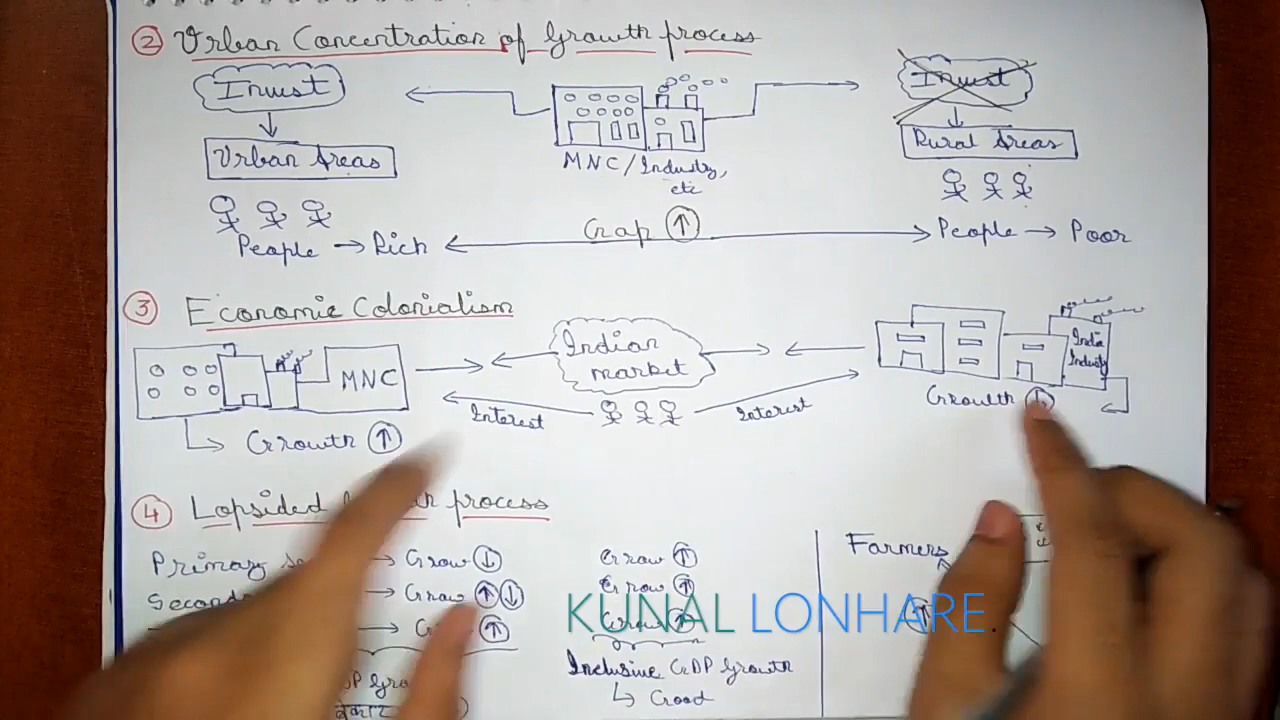 ② Urban Concentration of Growth process
Invest
Invest
Urban Areas
MNC/Industry,
etc
Rural Areas
People → Rich
Gap ↑
People → Poor
③ Economic Colonialism
MNC
Indian
market
India
Industry
Interest
Interest
Growth ↑
Growth ↓
④ Lopsided process
Primary → Grow ↓
Grow ↑
Farmers
→ Grow ↑ ↓
Grow ↑
→ ↑
Grow ↑
KUNAL LONHARE
Inclusive GDP Growth
↳ Good